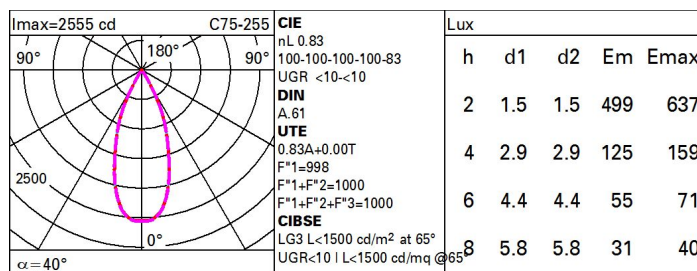 Imax=2555 cd C75-255
90° 180° 90°
2500
0°
α=40°
CIE
nL 0.83
100-100-100-100-83
UGR <10-<10
DIN
A.61
UTE
0.83A+0.00T
F"1=998
F"1+F"2=1000
F"1+F"2+F"3=1000
CIBSE
LG3 L<1500 cd/m² at 65°
UGR<10 | L<1500 cd/mq @65°
Lux
h d1 d2 Em Emax
2 1.5 1.5 499 637
4 2.9 2.9 125 159
6 4.4 4.4 55 71
8 5.8 5.8 31 40